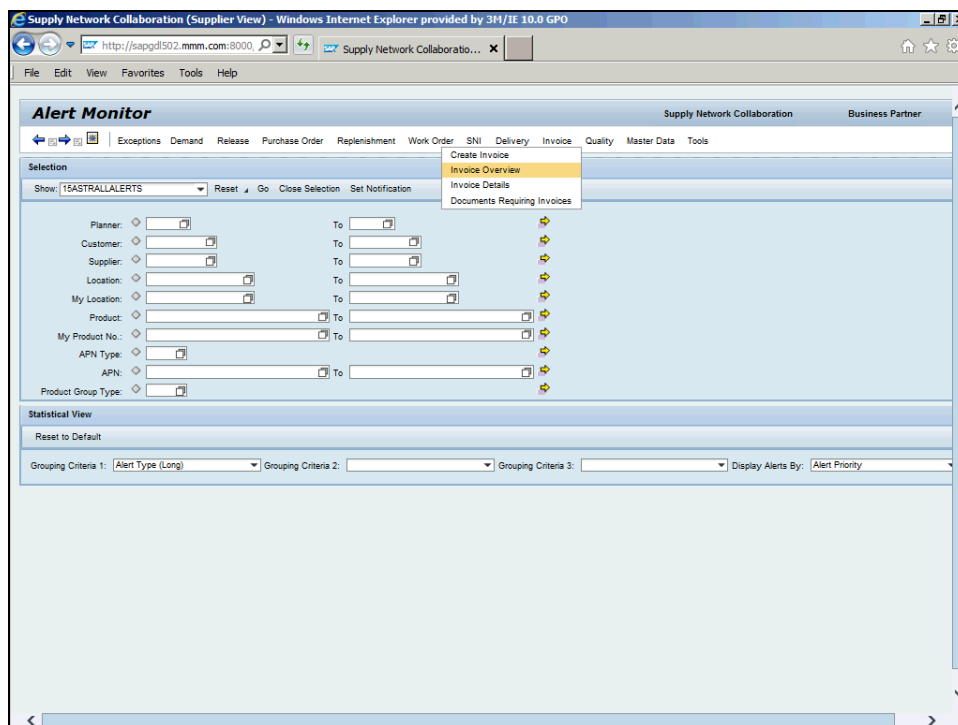 Supply Network Collaboration (Supplier View) - Windows Internet Explorer provided by 3M/IE 10.0 GPO
http://sapgdl502.mmm.com:8000, Supply Network Collaboratio...
File Edit View Favorites Tools Help
Alert Monitor Supply Network Collaboration Business Partner
Exceptions Demand Release Purchase Order Replenishment Work Order SNI Delivery Invoice Quality Master Data Tools
Create Invoice
Invoice Overview
Invoice Details
Documents Requiring Invoices
Selection
Show: 15ASTRALLALERTS Reset Go Close Selection Set Notification
Planner: To
Customer: To
Supplier: To
Location: To
My Location: To
Product: To
My Product No.: To
APN Type:
APN: To
Product Group Type:
Statistical View
Reset to Default
Grouping Criteria 1: Alert Type (Long) Grouping Criteria 2: Grouping Criteria 3: Display Alerts By: Alert Priority